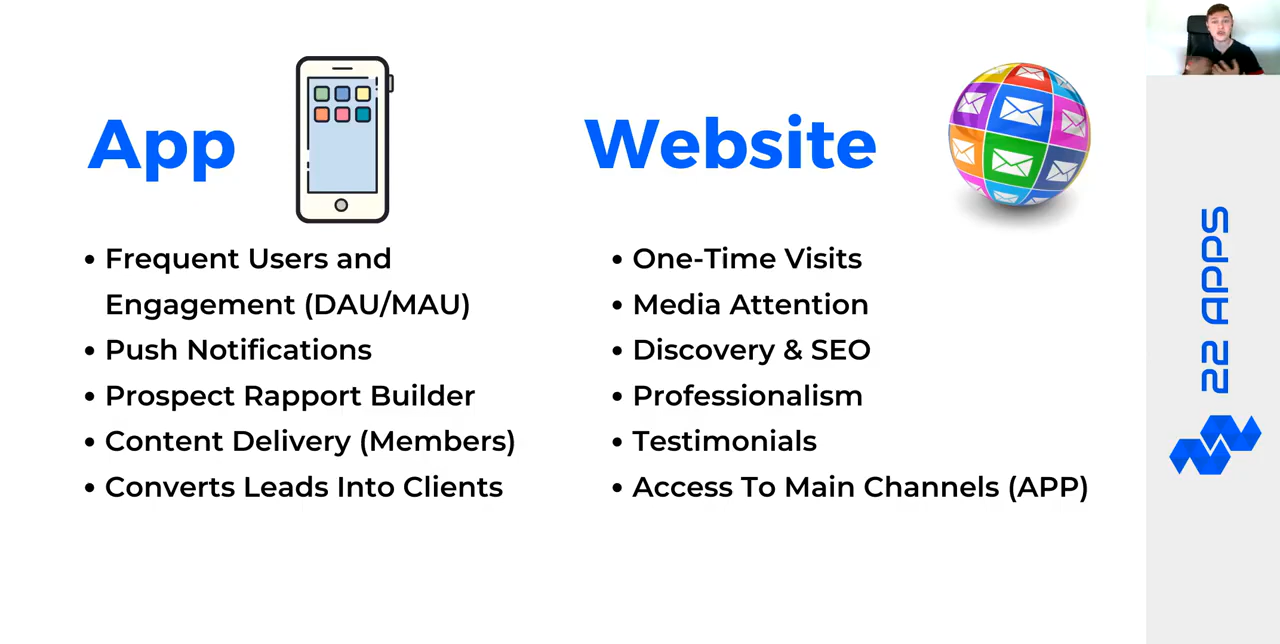 App
Frequent Users and
Engagement (DAU/MAU)
Push Notifications
Prospect Rapport Builder
Content Delivery (Members)
Converts Leads Into Clients
Website
One-Time Visits
Media Attention
Discovery & SEO
Professionalism
Testimonials
Access To Main Channels (APP)
22 APPS